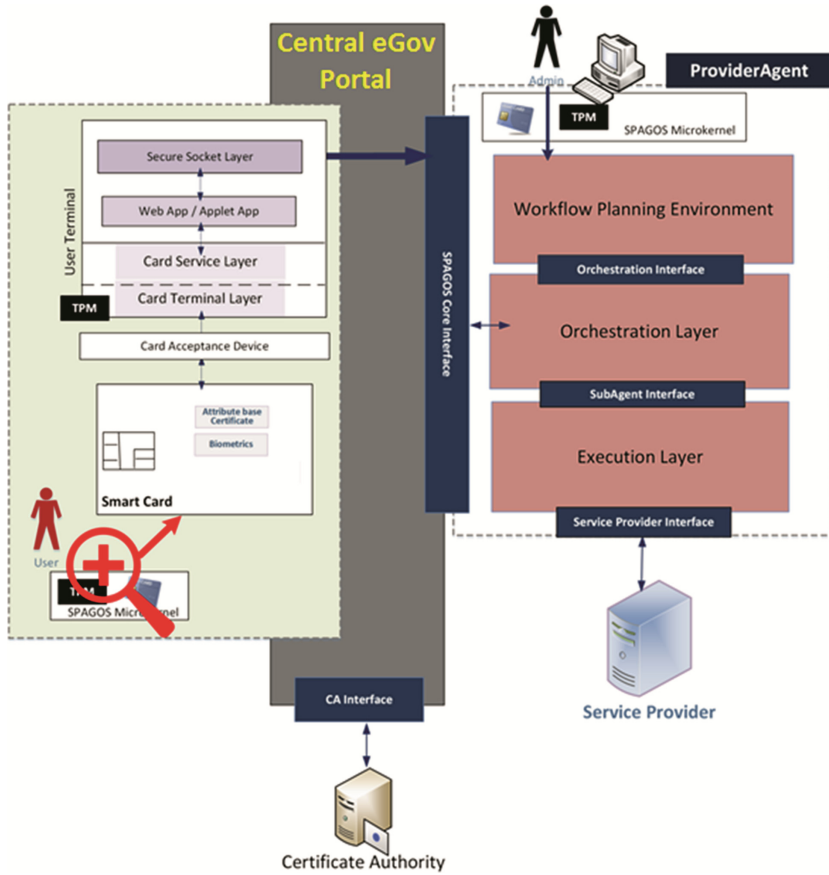 Central eGov
Portal
Admin
ProviderAgent
TPM
SPAGOS Microkernel
User Terminal
Secure Socket Layer
Web App / Applet App
Card Service Layer
Card Terminal Layer
TPM
Card Acceptance Device
Attribute base
Certificate
Biometrics
Smart Card
User
SPAGOS Core Interface
Workflow Planning Environment
Orchestration Interface
Orchestration Layer
SubAgent Interface
Execution Layer
Service Provider Interface
Service Provider
CA Interface
Certificate Authority